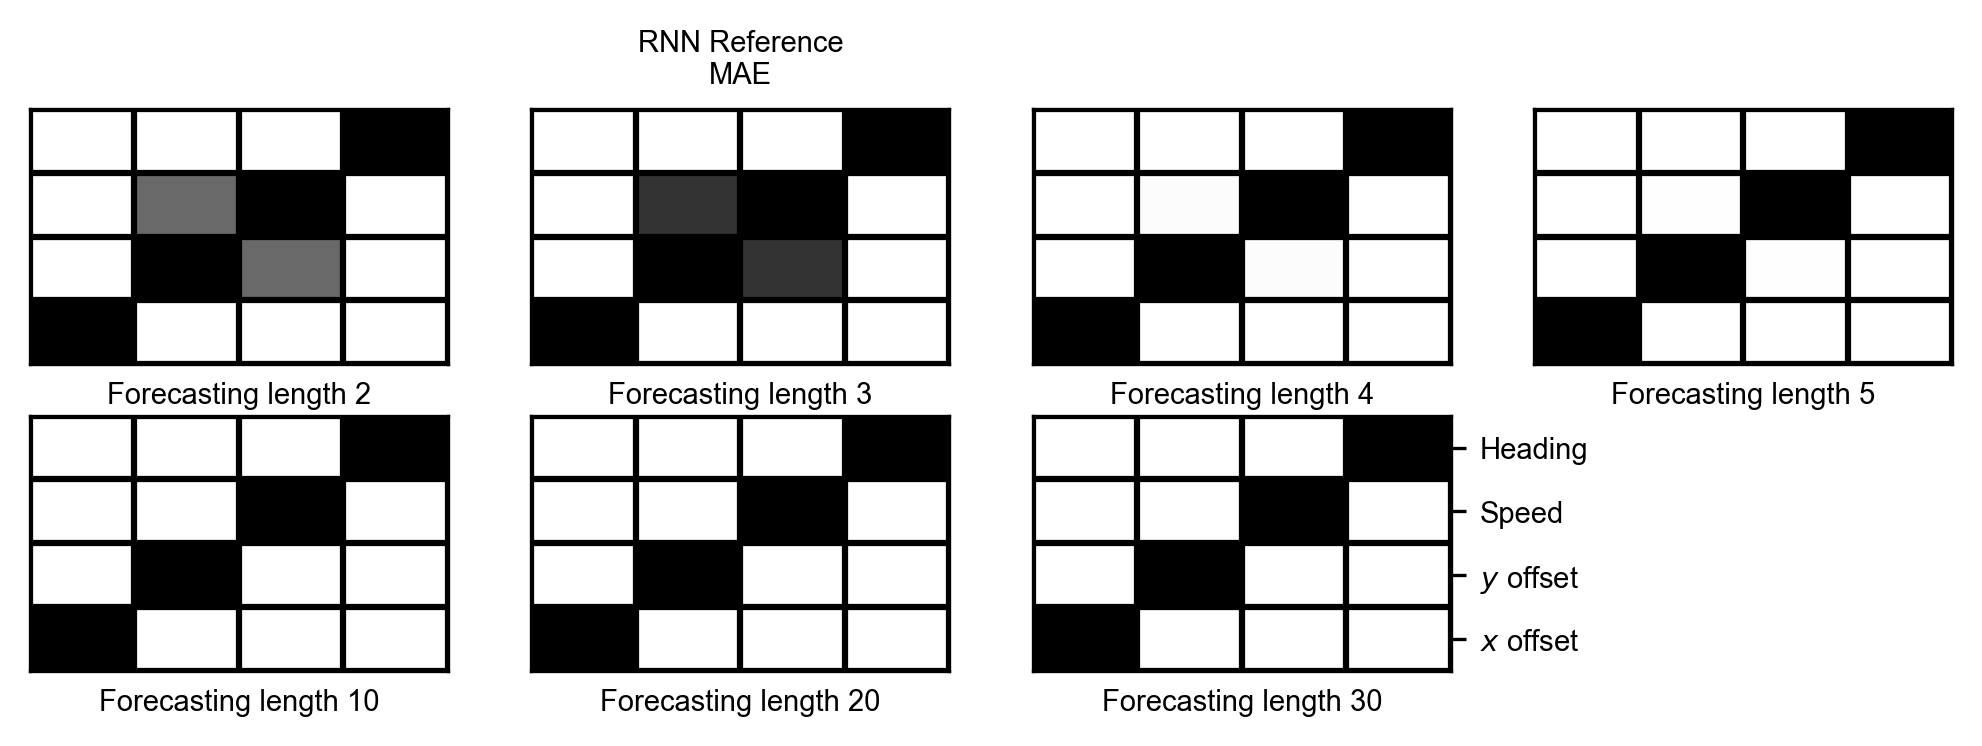 RNN Reference
MAE
Forecasting length 2
Forecasting length 3
Forecasting length 4
Forecasting length 5
Heading
Speed
y offset
x offset
Forecasting length 10
Forecasting length 20
Forecasting length 30